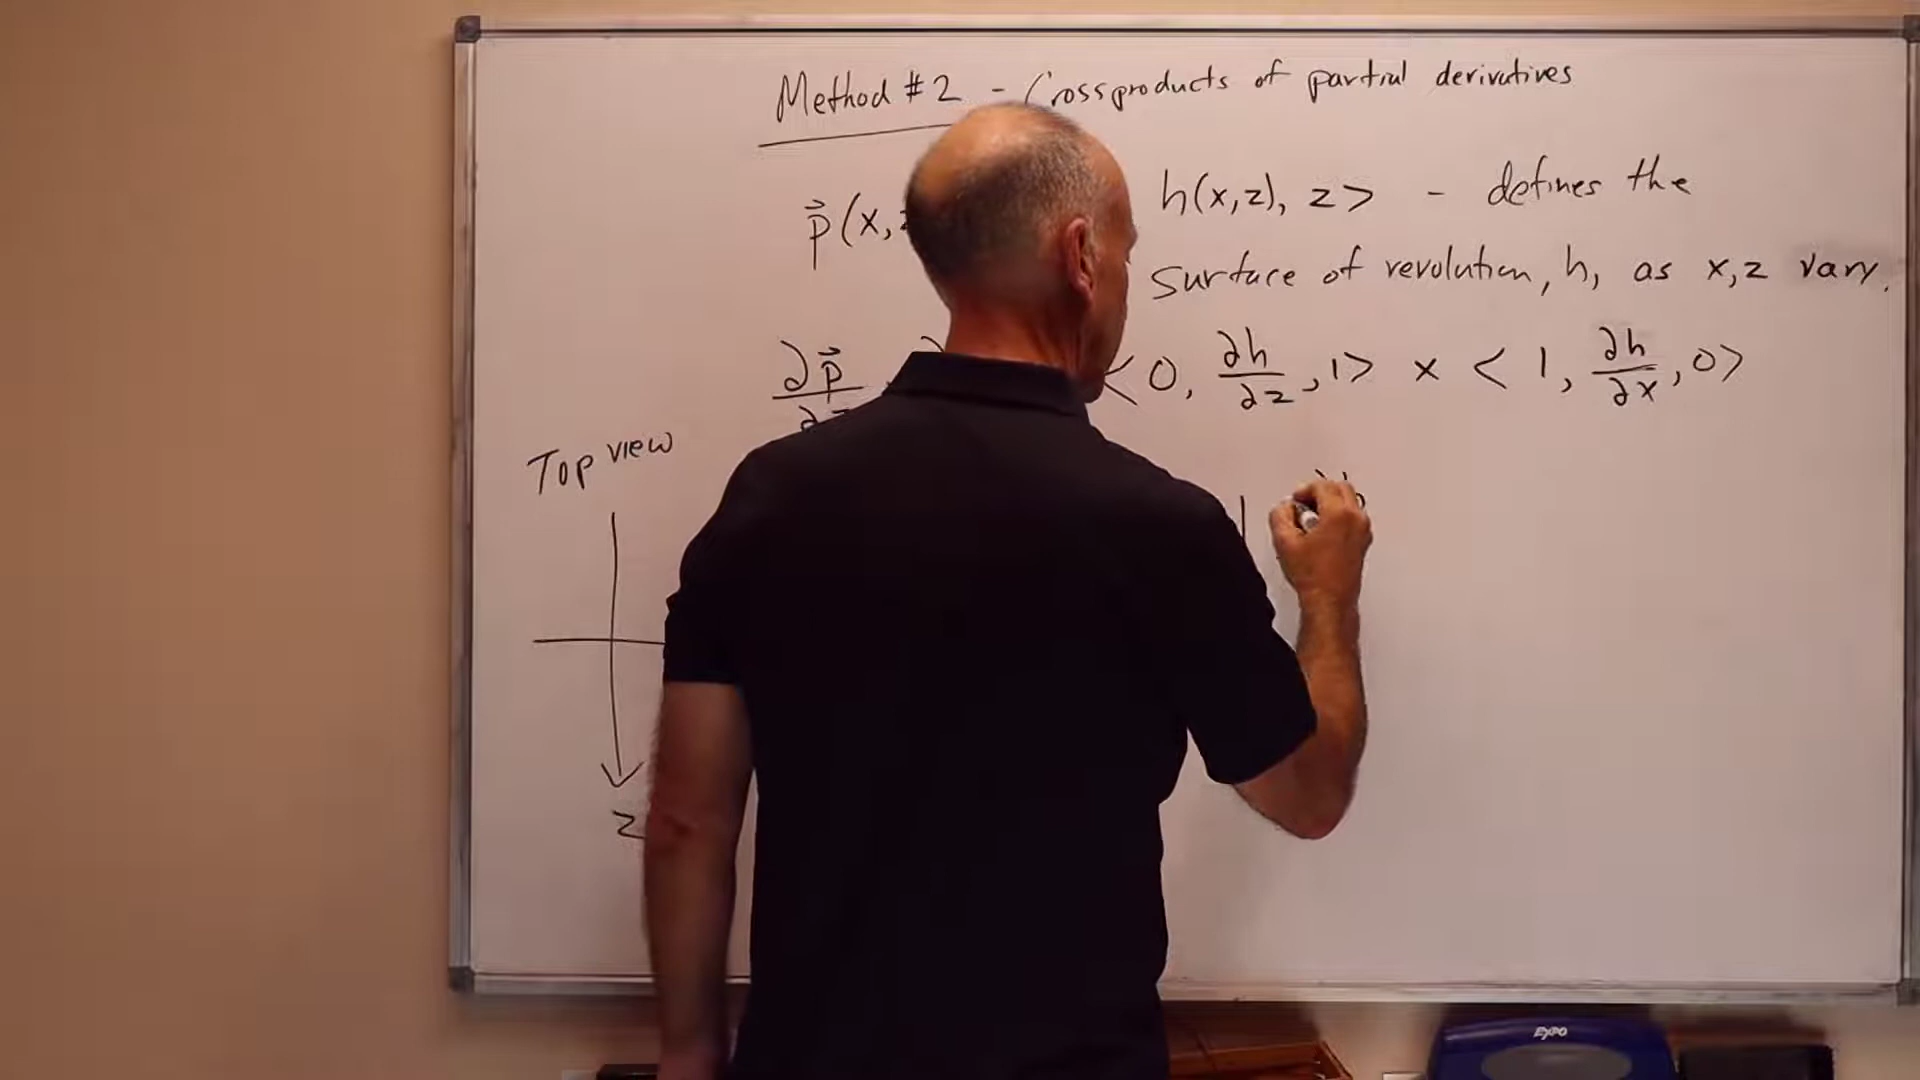 Method #2 - Crossproducts of partial derivatives
p⃗(x, h(x,z), z> - defines the
surface of revolution, h, as x,z vary.
∂p⃗ <0, ∂h/∂z, 1> x <1, ∂h/∂x, 0>
Top view
z
EXPO